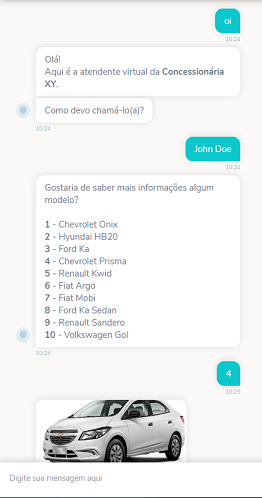 oi
10:24
Olá!
Aqui é a atendente virtual da Concessionária
XY.
Como devo chamá-lo(a)?
10:24
John Doe
10:24
Gostaria de saber mais informações algum
modelo?
1 - Chevrolet Onix
2 - Hyundai HB20
3 - Ford Ka
4 - Chevrolet Prisma
5 - Renault Kwid
6 - Fiat Argo
7 - Fiat Mobi
8 - Ford Ka Sedan
9 - Renault Sandero
10 - Volkswagen Gol
10:24
4
10:25
Digite sua mensagem aqui